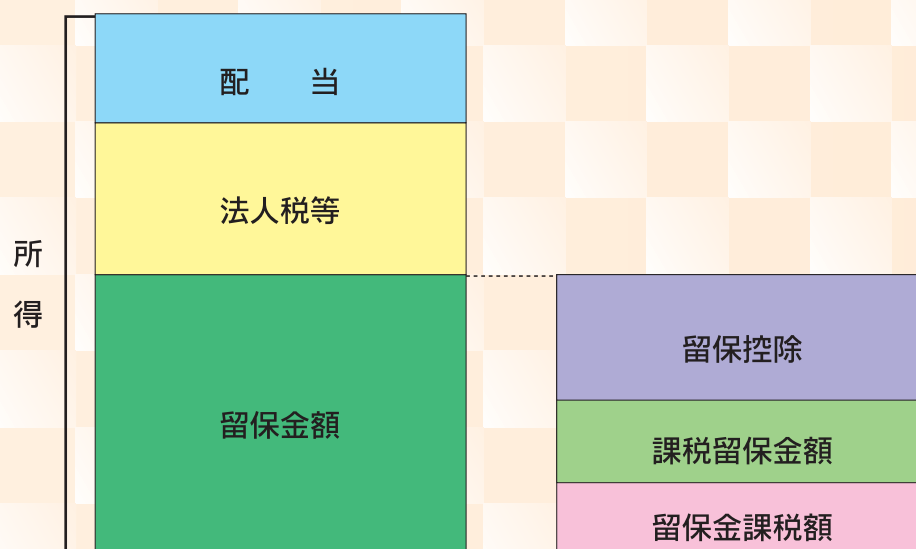 所得
配　当
法人税等
留保金額
留保控除
課税留保金額
留保金課税額